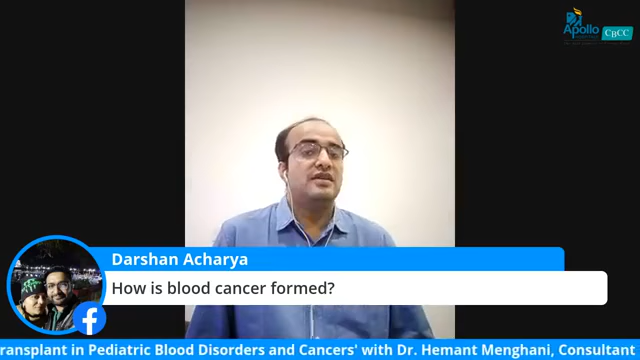 Apollo
CBCC
Darshan Acharya
How is blood cancer formed?
ransplant in Pediatric Blood Disorders and Cancers' with Dr. Hemant Menghani, Consultant